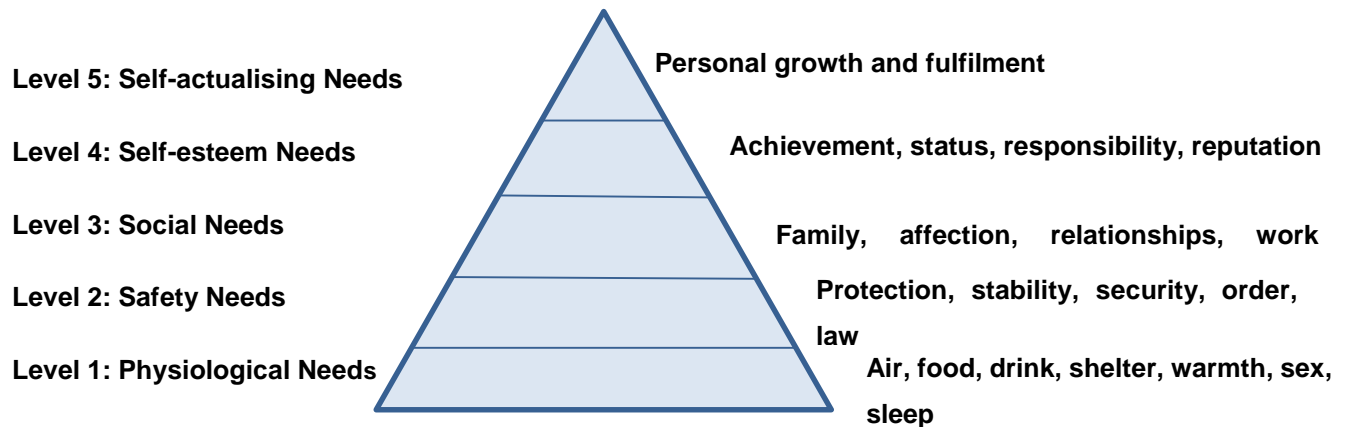 Level 5: Self-actualising Needs
Personal growth and fulfilment
Level 4: Self-esteem Needs
Achievement, status, responsibility, reputation
Level 3: Social Needs
Family, affection, relationships, work
Level 2: Safety Needs
Protection, stability, security, order,
law
Level 1: Physiological Needs
Air, food, drink, shelter, warmth, sex,
sleep